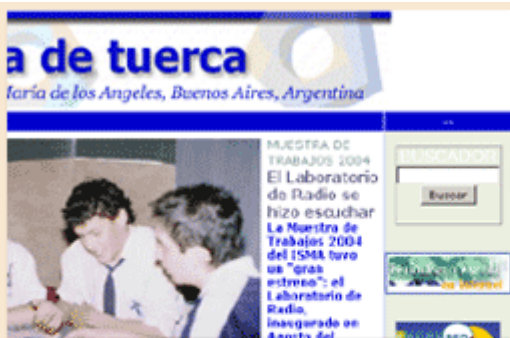 a de tuerca
María de los Angeles, Buenos Aires, Argentina
MUESTRA DE
TRABAJOS 2004
El Laboratorio
de Radio se
hizo escuchar
La Muestra de
Trabajos 2004
del ISMA tuvo
un "gran
estreno": el
Laboratorio de
Radio,
inaugurado en
Agosto del
BUSCADOR
Buscar